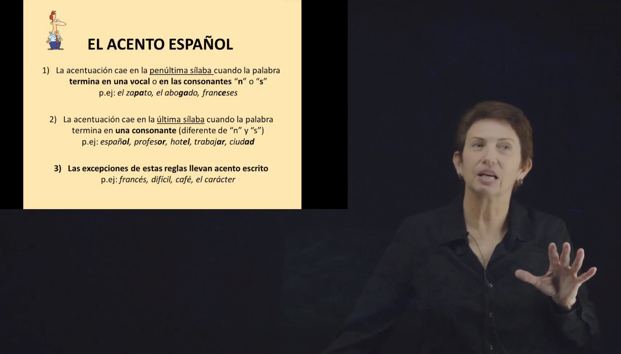 EL ACENTO ESPAÑOL
1) La acentuación cae en la penúltima sílaba cuando la palabra
termina en una vocal o en las consonantes "n" o "s"
p.ej: el zapato, el abogado, franceses
2) La acentuación cae en la última sílaba cuando la palabra
termina en una consonante (diferente de "n" y "s")
p.ej: español, profesor, hotel, trabajar, ciudad
3) Las excepciones de estas reglas llevan acento escrito
p.ej: francés, difícil, café, el carácter